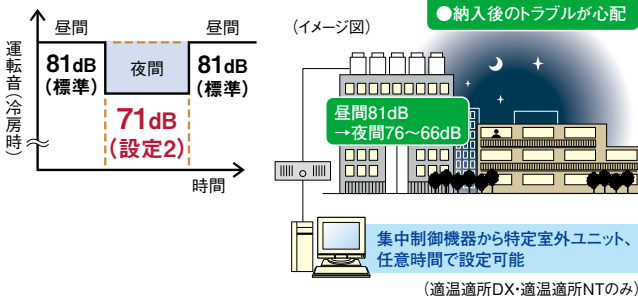 ●納入後のトラブルが心配
昼間
昼間
(イメージ図)
運転音(冷房時)
81dB
(標準)
夜間
81dB
(標準)
71dB
(設定2)
時間
昼間81dB
→夜間76〜66dB
集中制御機器から特定室外ユニット、
任意時間で設定可能
(適温適所DX・適温適所NTのみ)